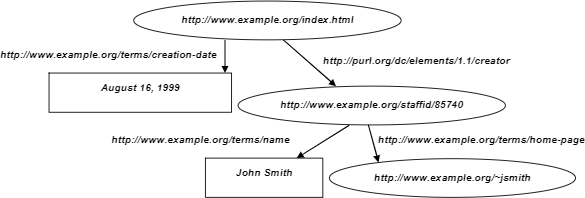 http://www.example.org/index.html
http://www.example.org/terms/creation-date
http://purl.org/dc/elements/1.1/creator
August 16, 1999
http://www.example.org/staffid/85740
http://www.example.org/terms/name
http://www.example.org/terms/home-page
John Smith
http://www.example.org/~jsmith